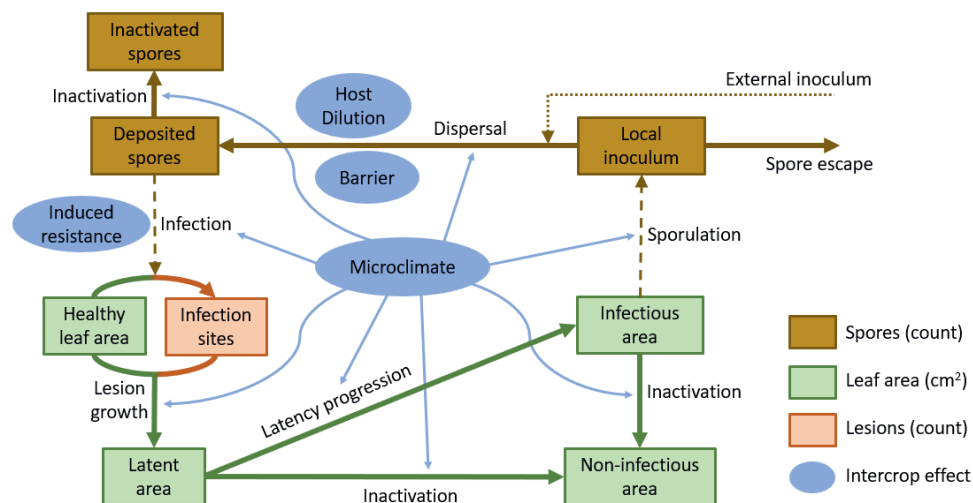 Inactivated
spores
Inactivation
Host
Dilution
External inoculum
Deposited
spores
Dispersal
Local
inoculum
Spore escape
Barrier
Induced
resistance
Infection
Sporulation
Microclimate
Healthy
leaf area
Infection
sites
Infectious
area
Lesion
growth
Latency progression
Inactivation
Latent
area
Inactivation
Non-infectious
area
Spores (count)
Leaf area (cm²)
Lesions (count)
Intercrop effect